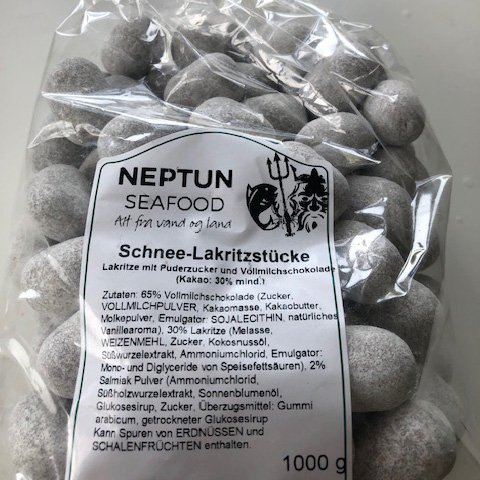 NEPTUN
SEAFOOD
Alt fra vand og land
Schnee-Lakritzstücke
Lakritze mit Puderzucker und Vollmilchschokolade
(Kakao: 30% mind.)
Zutaten: 65% Vollmilchschokolade (Zucker,
VOLLMILCHPULVER, Kakaomasse, Kakaobutter,
Molkepulver, Emulgator: SOJALECITHIN, natürliches
Vanillearoma), 30% Lakritze (Melasse,
WEIZENMEHL, Zucker, Kokosnussöl,
Süßwurzelextrakt, Ammoniumchlorid, Emulgator:
Mono- und Diglyceride von Speisefettsäuren), 2%
Salmiak Pulver (Ammoniumchlorid,
Süßholzwurzelextrakt, Sonnenblumenöl,
Glukosesirup, Zucker, Überzugsmittel: Gummi
arabicum, getrockneter Glukosesirup
Kann Spuren von ERDNÜSSEN und
SCHALENFRÜCHTEN enthalten.
1000 g